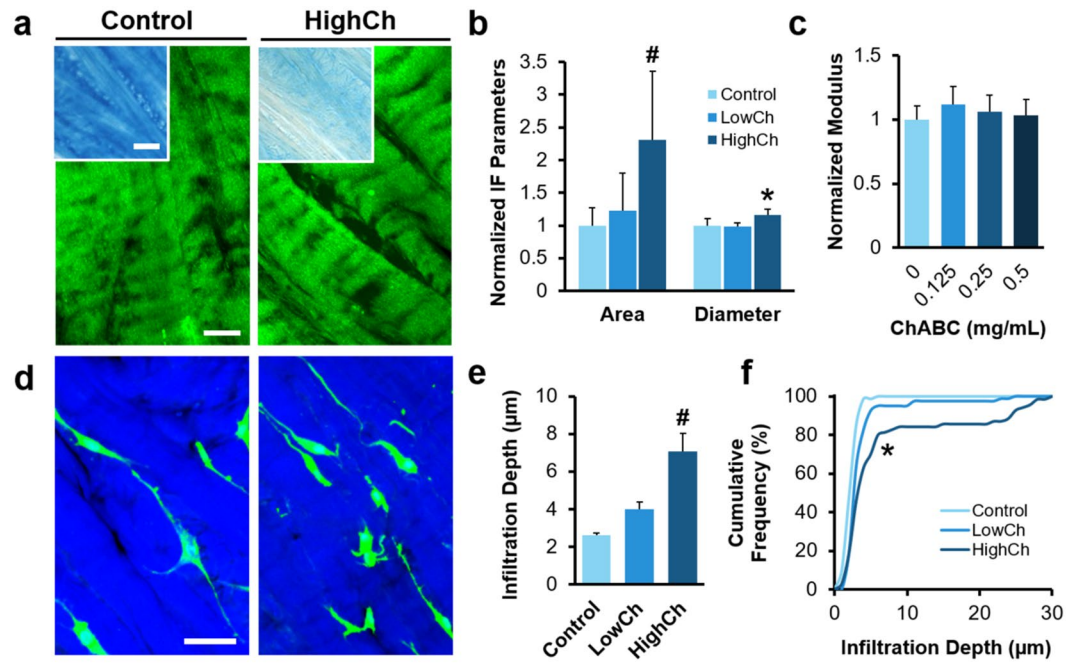 a
Control
HighCh
b
Normalized IF Parameters
3.5
3
2.5
2
1.5
1
0.5
0
#
*
Control
LowCh
HighCh
Area
Diameter
c
Normalized Modulus
1.5
1
0.5
0
0
0.125
0.25
0.5
ChABC (mg/mL)
d
e
Infiltration Depth (µm)
10
8
6
4
2
0
#
Control
LowCh
HighCh
f
Cumulative
Frequency (%)
100
80
60
40
20
0
*
Control
LowCh
HighCh
0
10
20
30
Infiltration Depth (µm)